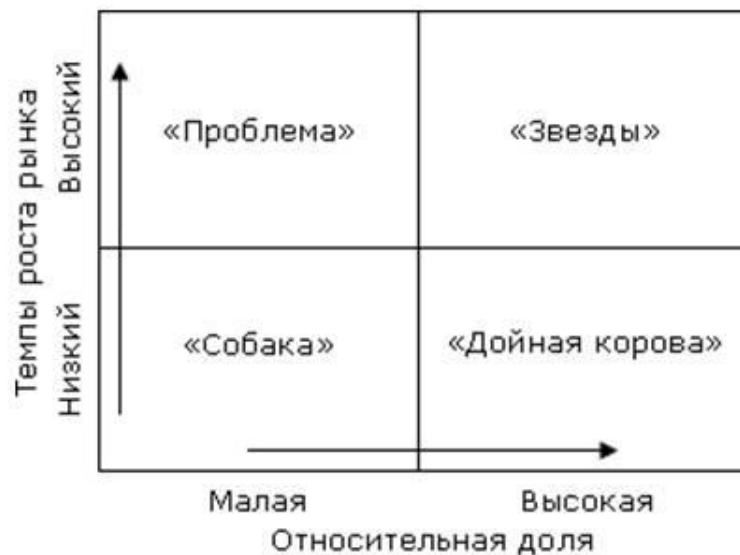 Темпы роста рынка
Высокий
Низкий
«Проблема»
«Звезды»
«Собака»
«Дойная корова»
Малая
Высокая
Относительная доля